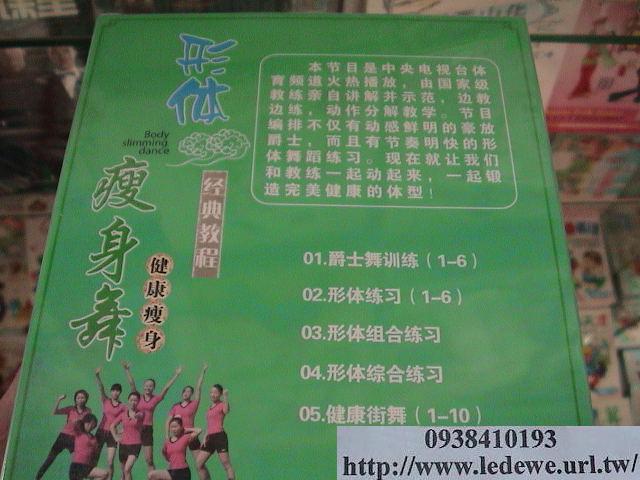 形体
Body
slimming
dance
瘦身舞
经典教程
健康瘦身
本节目是中央电视台体
育频道火热播放，由国家级
教练亲自讲解并示范，边教
边练，动作分解教学。节目
编排不仅有动感鲜明的豪放
爵士，而且有节奏明快的形
体舞蹈练习。现在就让我们
和教练一起动起来，一起锻
造完美健康的体型！
01.爵士舞训练（1-6）
02.形体练习（1-6）
03.形体组合练习
04.形体综合练习
05.健康街舞（1-10）
0938410193
http://www.ledewe.url.tw/